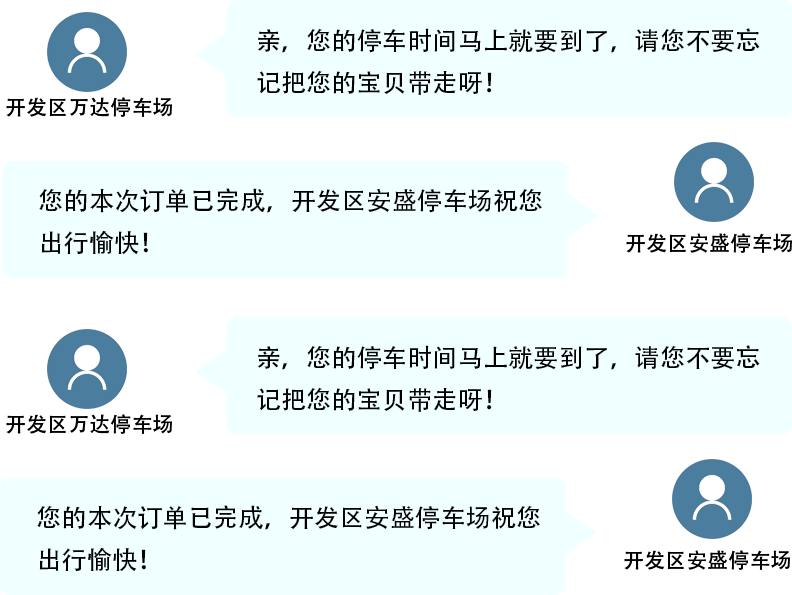 亲，您的停车时间马上就要到了，请您不要忘
记把您的宝贝带走呀！
开发区万达停车场
您的本次订单已完成，开发区安盛停车场祝您
出行愉快！
开发区安盛停车场
亲，您的停车时间马上就要到了，请您不要忘
记把您的宝贝带走呀！
开发区万达停车场
您的本次订单已完成，开发区安盛停车场祝您
出行愉快！
开发区安盛停车场